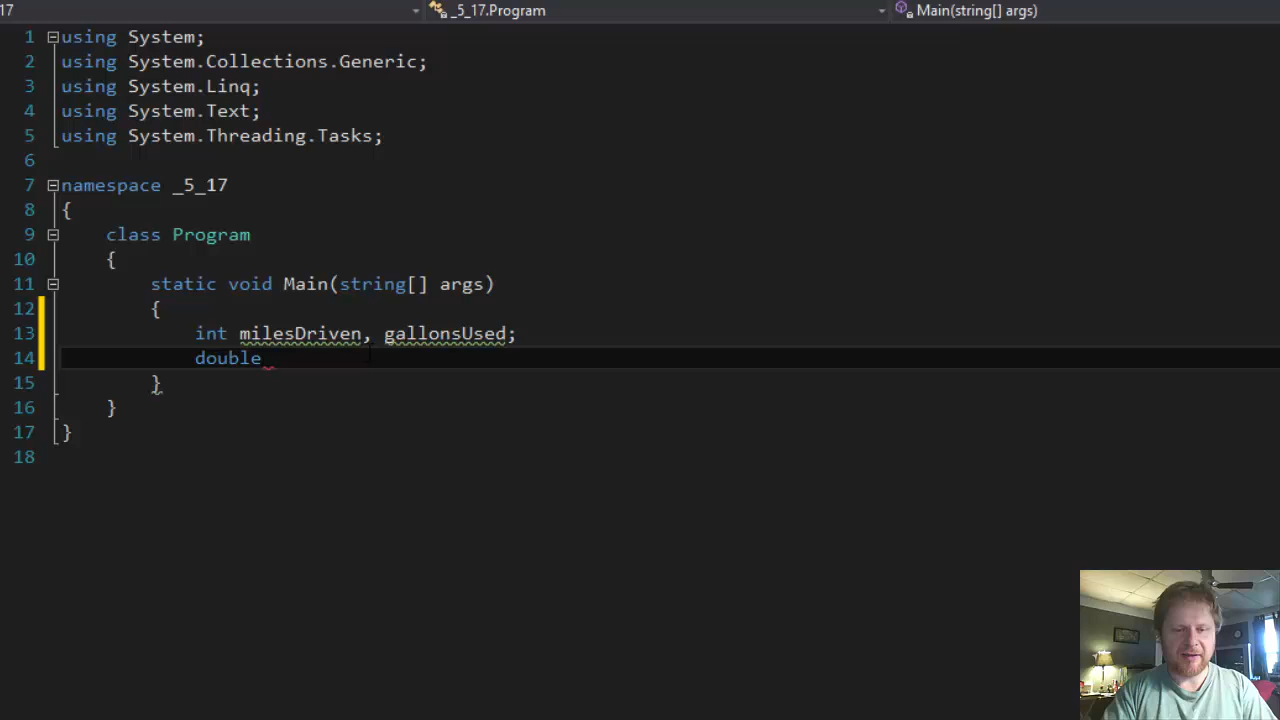 17
_5_17.Program
Main(string[] args)
1 using System;
2 using System.Collections.Generic;
3 using System.Linq;
4 using System.Text;
5 using System.Threading.Tasks;
6
7 namespace _5_17
8 {
9 class Program
10 {
11 static void Main(string[] args)
12 {
13 int milesDriven, gallonsUsed;
14 double
15 }
16 }
17 }
18